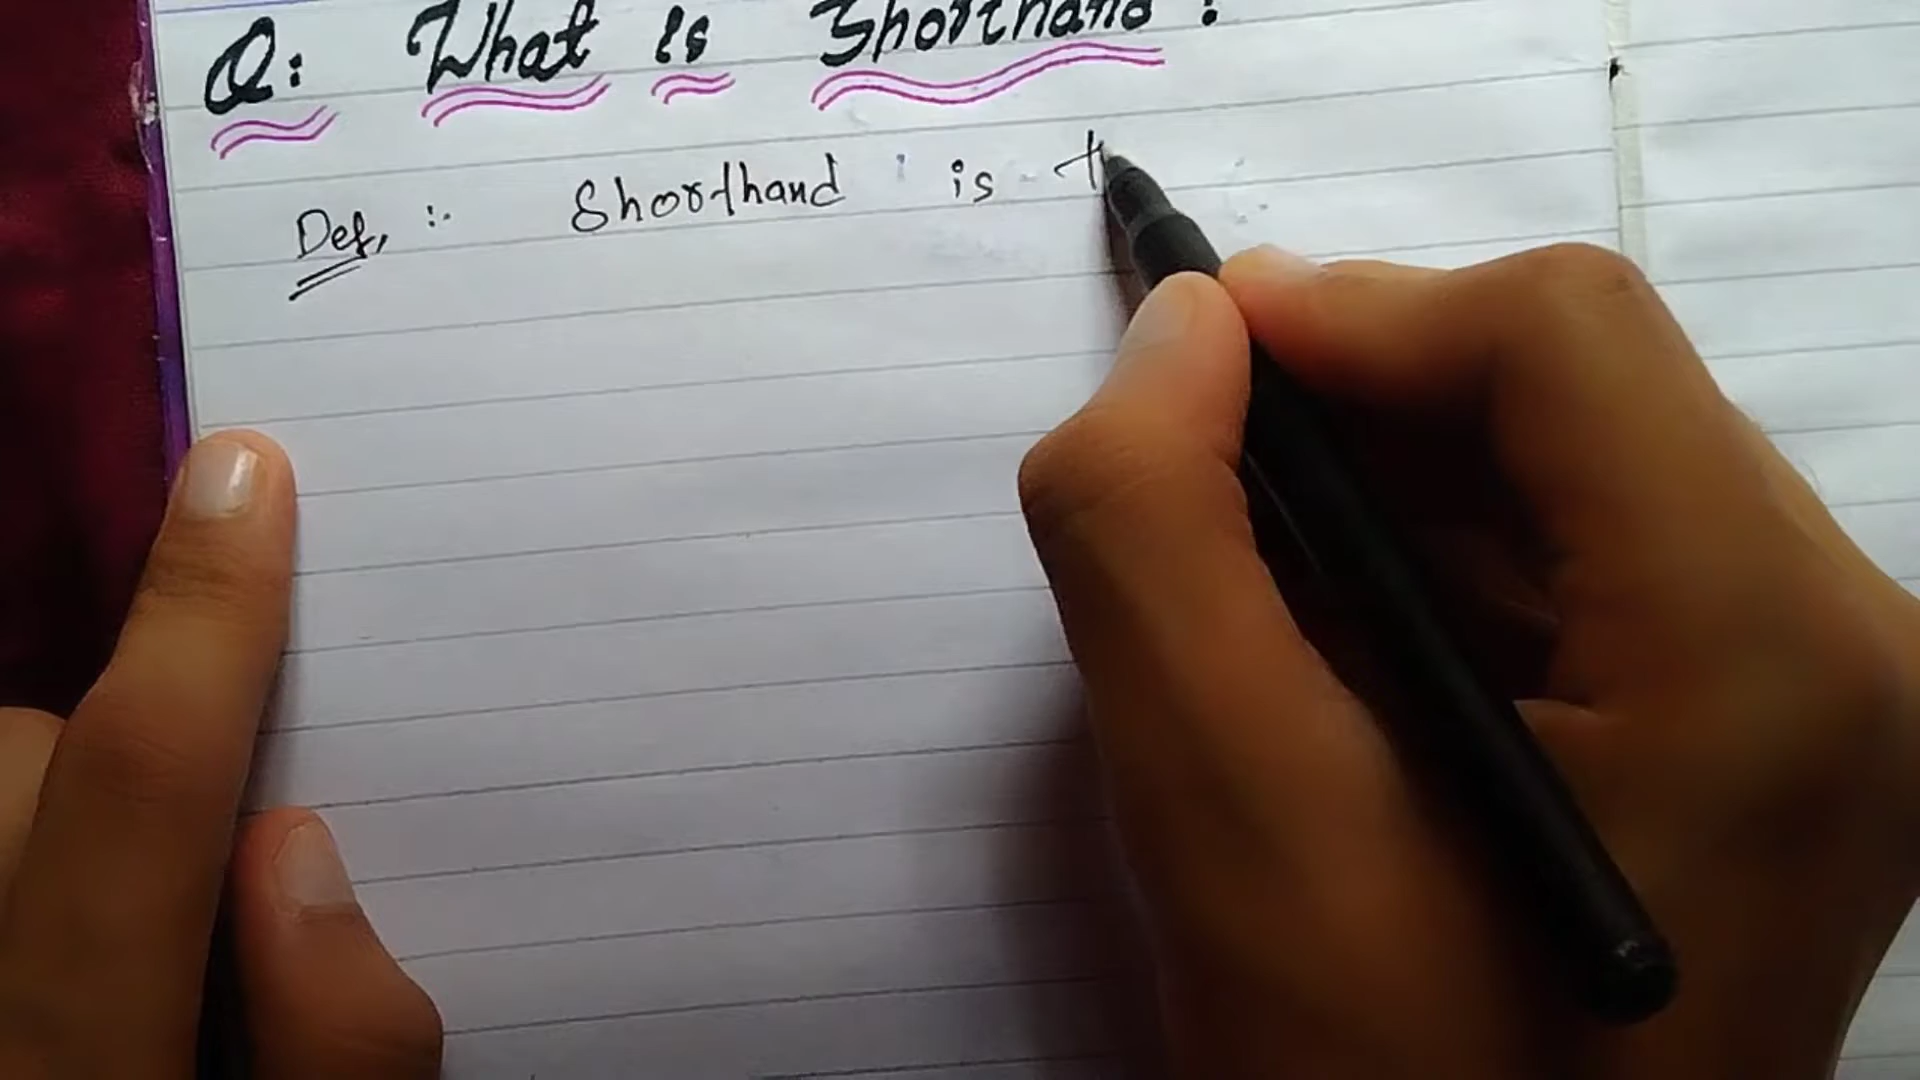 Q: What is Shorthand?
Def, :- Shorthand is t